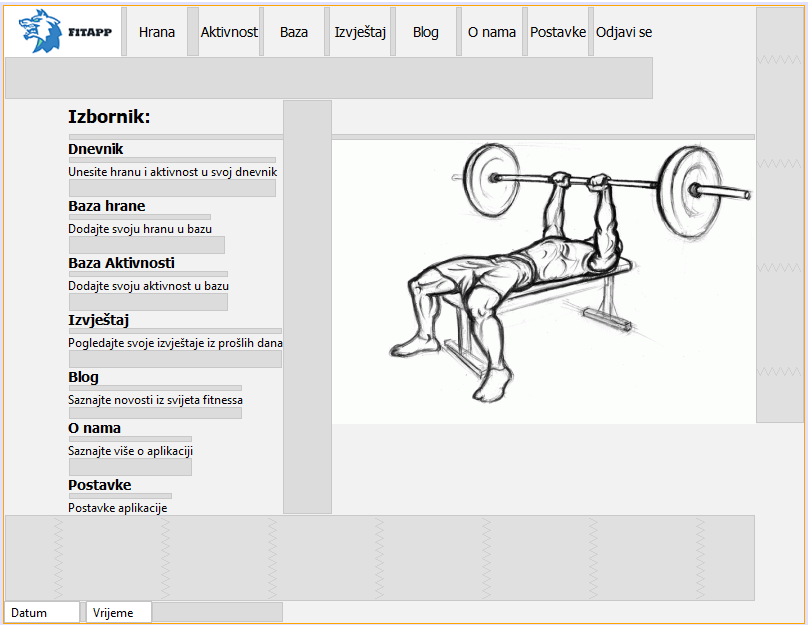 FITAPP
Hrana Aktivnost Baza Izvještaj Blog O nama Postavke Odjavi se
Izbornik:
Dnevnik
Unesite hranu i aktivnost u svoj dnevnik
Baza hrane
Dodajte svoju hranu u bazu
Baza Aktivnosti
Dodajte svoju aktivnost u bazu
Izvještaj
Pogledajte svoje izvještaje iz prošlih dana
Blog
Saznajte novosti iz svijeta fitnessa
O nama
Saznajte više o aplikaciji
Postavke
Postavke aplikacije
Datum Vrijeme